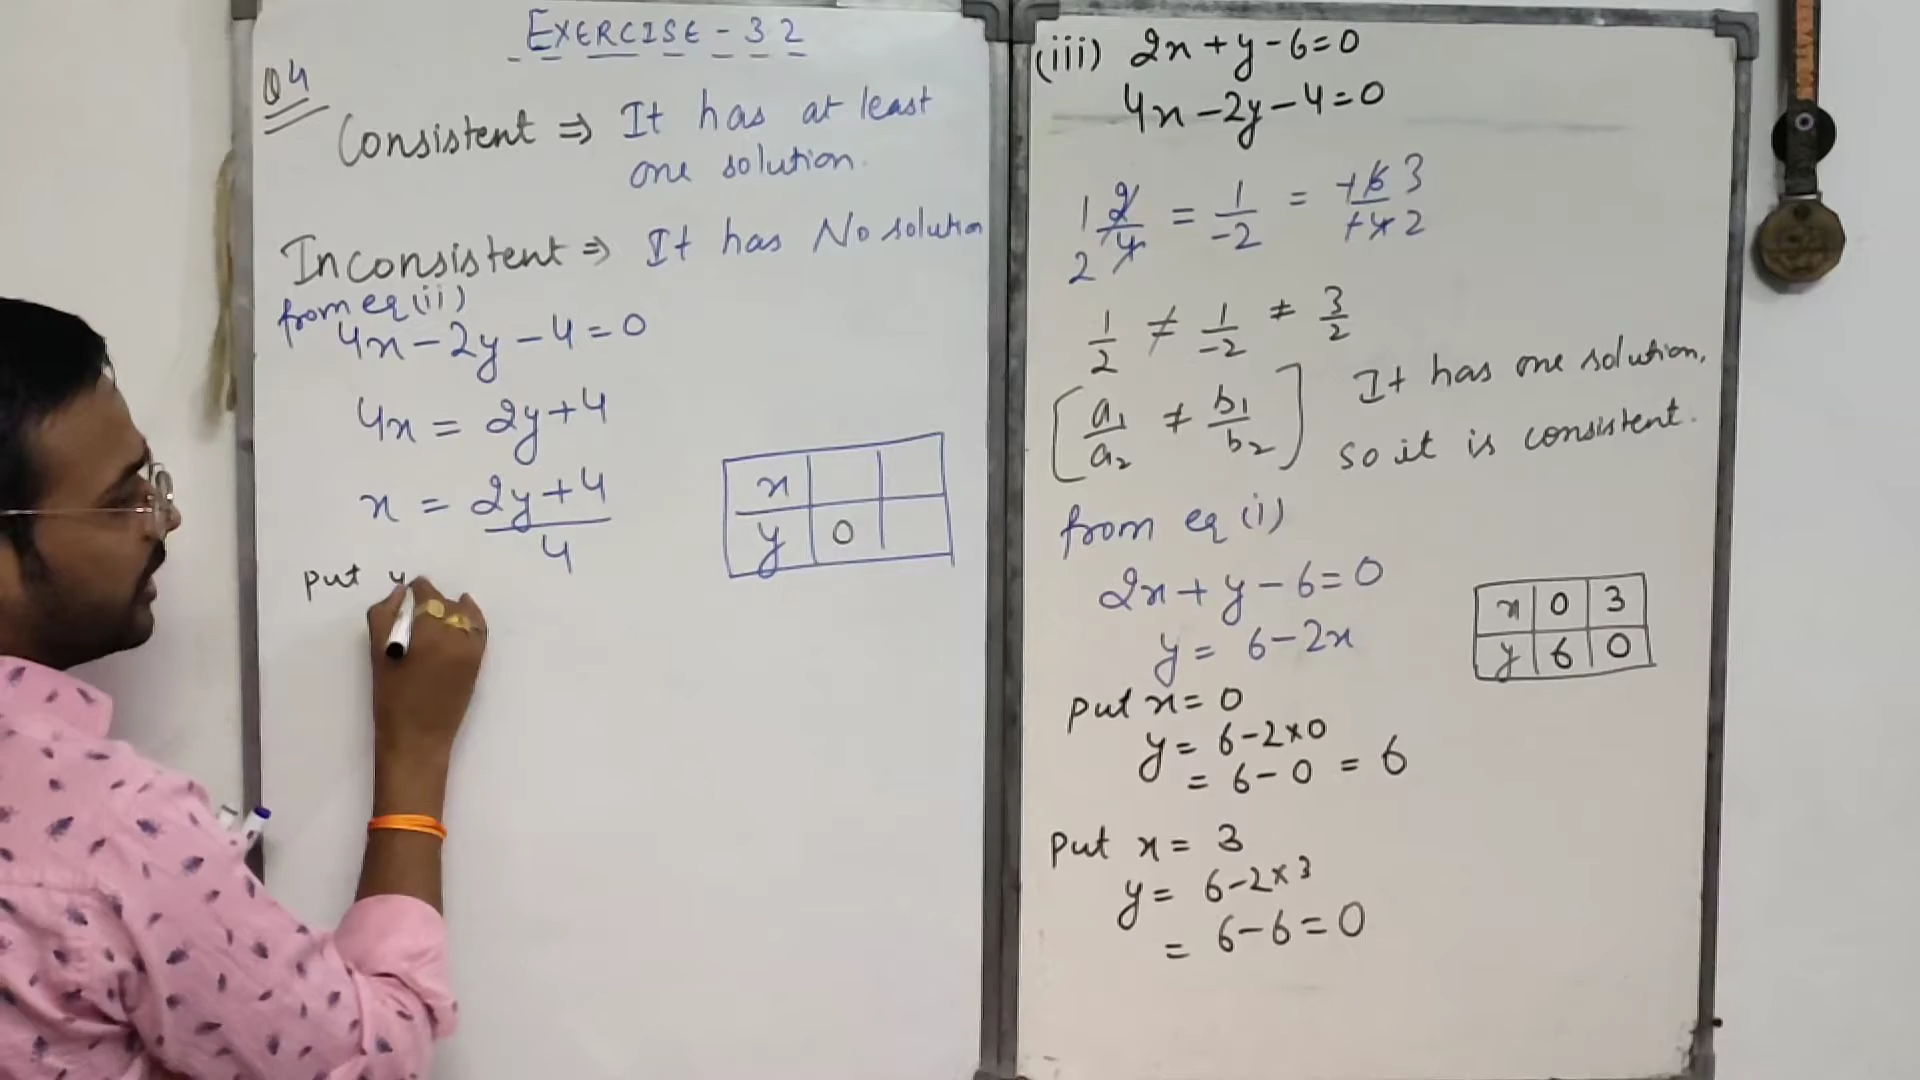 EXERCISE - 3 2
Q4
Consistent ⇒ It has at least
one solution.
Inconsistent ⇒ It has No solution
from eq (ii)
4x - 2y - 4 = 0
4x = 2y + 4
x = 2y + 4
4
x
y 0
put y
(iii) 2x + y - 6 = 0
4x - 2y - 4 = 0
1 2/4 2 = 1/-2 = +6 3/+4 2
1/2 ≠ 1/-2 ≠ 3/2
[a₁/a₂ ≠ b₁/b₂] It has one solution,
so it is consistent.
from eq (i)
2x + y - 6 = 0
y = 6 - 2x
x 0 3
y 6 0
put x = 0
y = 6 - 2×0
= 6 - 0 = 6
put x = 3
y = 6 - 2×3
= 6 - 6 = 0